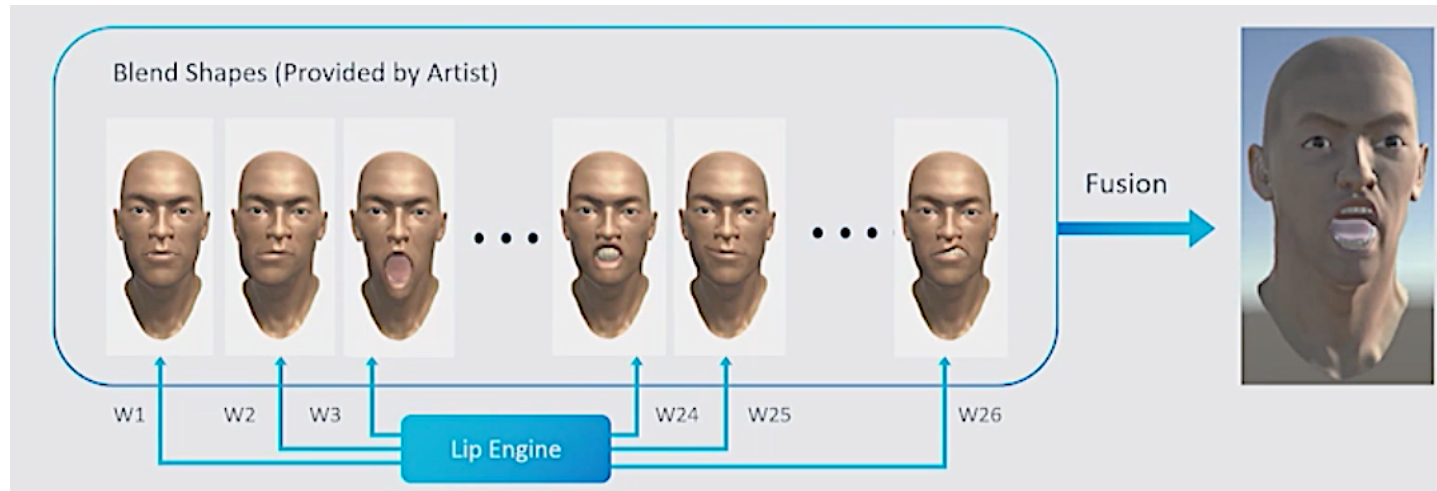 Blend Shapes (Provided by Artist)
Fusion
W1
W2
W3
W24
W25
W26
Lip Engine